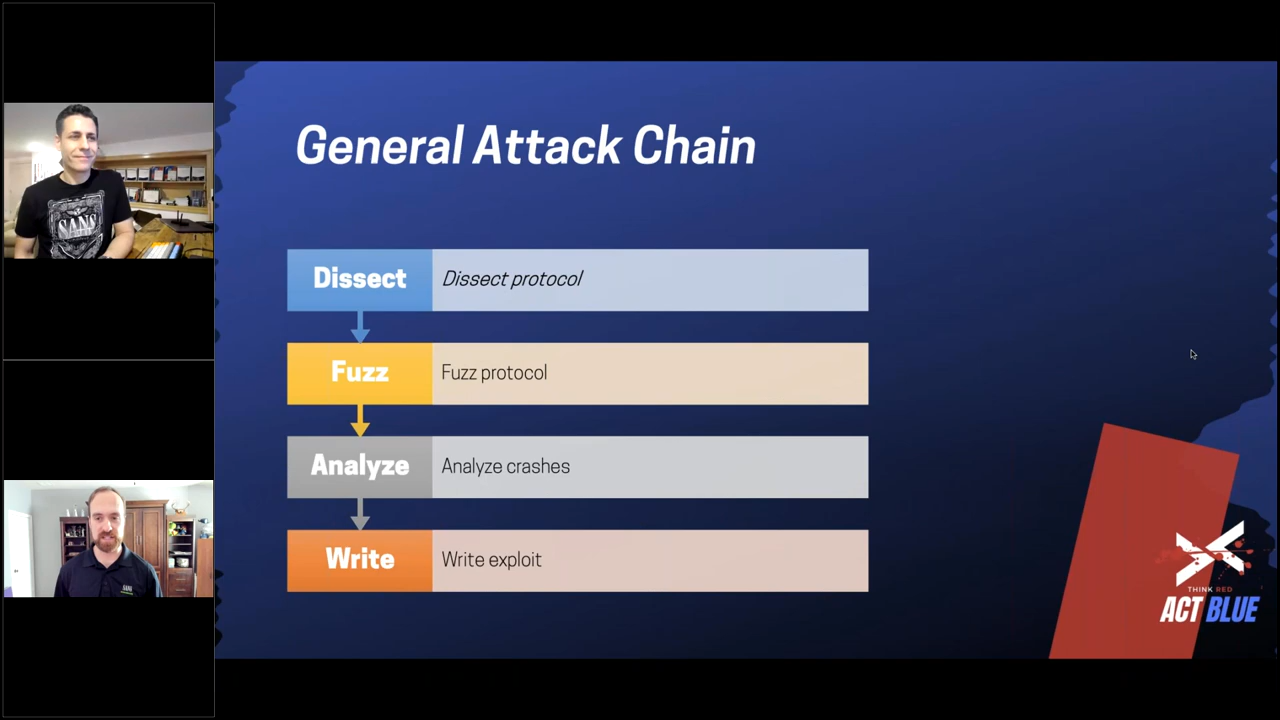 General Attack Chain
Dissect
Dissect protocol
Fuzz
Fuzz protocol
Analyze
Analyze crashes
Write
Write exploit
THINK RED
ACT BLUE
SANS